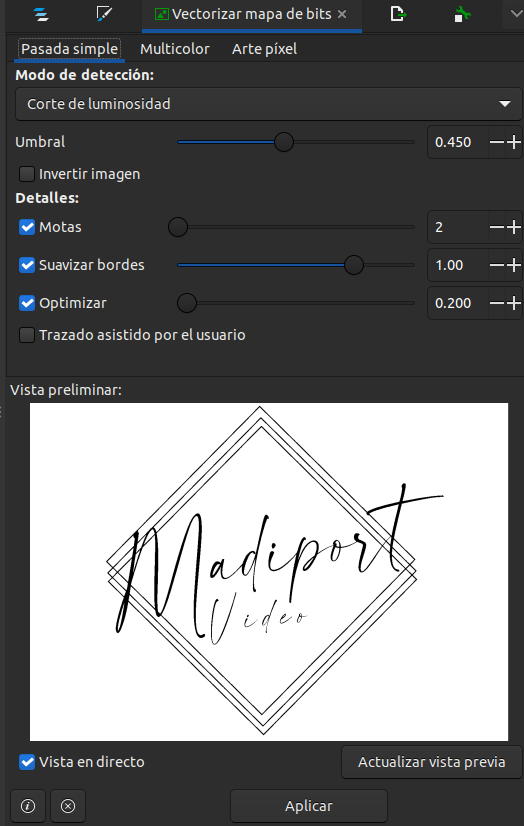 Vectorizar mapa de bits
Pasada simple Multicolor Arte píxel
Modo de detección:
Corte de luminosidad
Umbral 0.450
Invertir imagen
Detalles:
Motas 2
Suavizar bordes 1.00
Optimizar 0.200
Trazado asistido por el usuario
Vista preliminar:
Madiport
Video
Vista en directo Actualizar vista previa
Aplicar